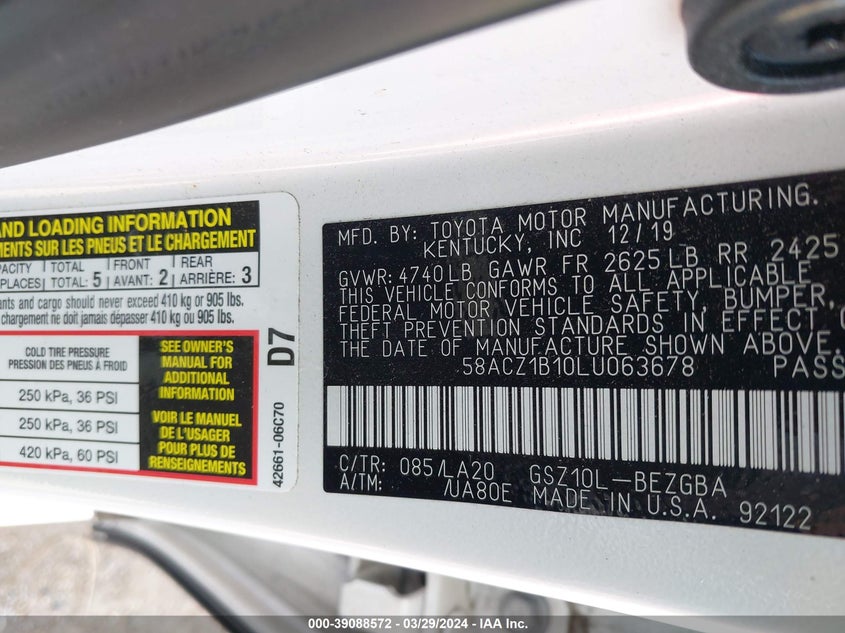 AND LOADING INFORMATION
MENTS SUR LES PNEUS ET LE CHARGEMENT
TOTAL FRONT REAR
TOTAL 5 AVANT: 2 ARRIÈRE: 3
and cargo should never exceed 410 kg or 905 lbs.
chargement ne doit jamais dépasser 410 kg ou 905 lbs.
COLD TIRE PRESSURE
PRESSION DES PNEUS A FROID
250 kPa, 36 PSI
250 kPa, 36 PSI
420 kPa, 60 PSI
SEE OWNER'S
MANUAL FOR
ADDITIONAL
INFORMATION
VOIR LE MANUEL
DE L'USAGER
POUR PLUS DE
RENSEIGNEMENTS
D7
42661-06C70
MFD. BY: TOYOTA MOTOR MANUFACTURING.
KENTUCKY, INC 12/19
GVWR: 4740LB GAWR FR 2625LB RR 2425
THIS VEHICLE CONFORMS TO ALL APPLICABLE
FEDERAL MOTOR VEHICLE SAFETY, BUMPER,
THEFT PREVENTION STANDARDS IN EFFECT
THE DATE OF MANUFACTURE SHOWN ABOVE.
58ACZ1B10LU063678 PASS
C/TR: 085/LA20 GSZ10L-BEZGBA
A/TM: /UA80E MADE IN U.S.A. 92122
000-39088572 - 03/29/2024 - IAA Inc.